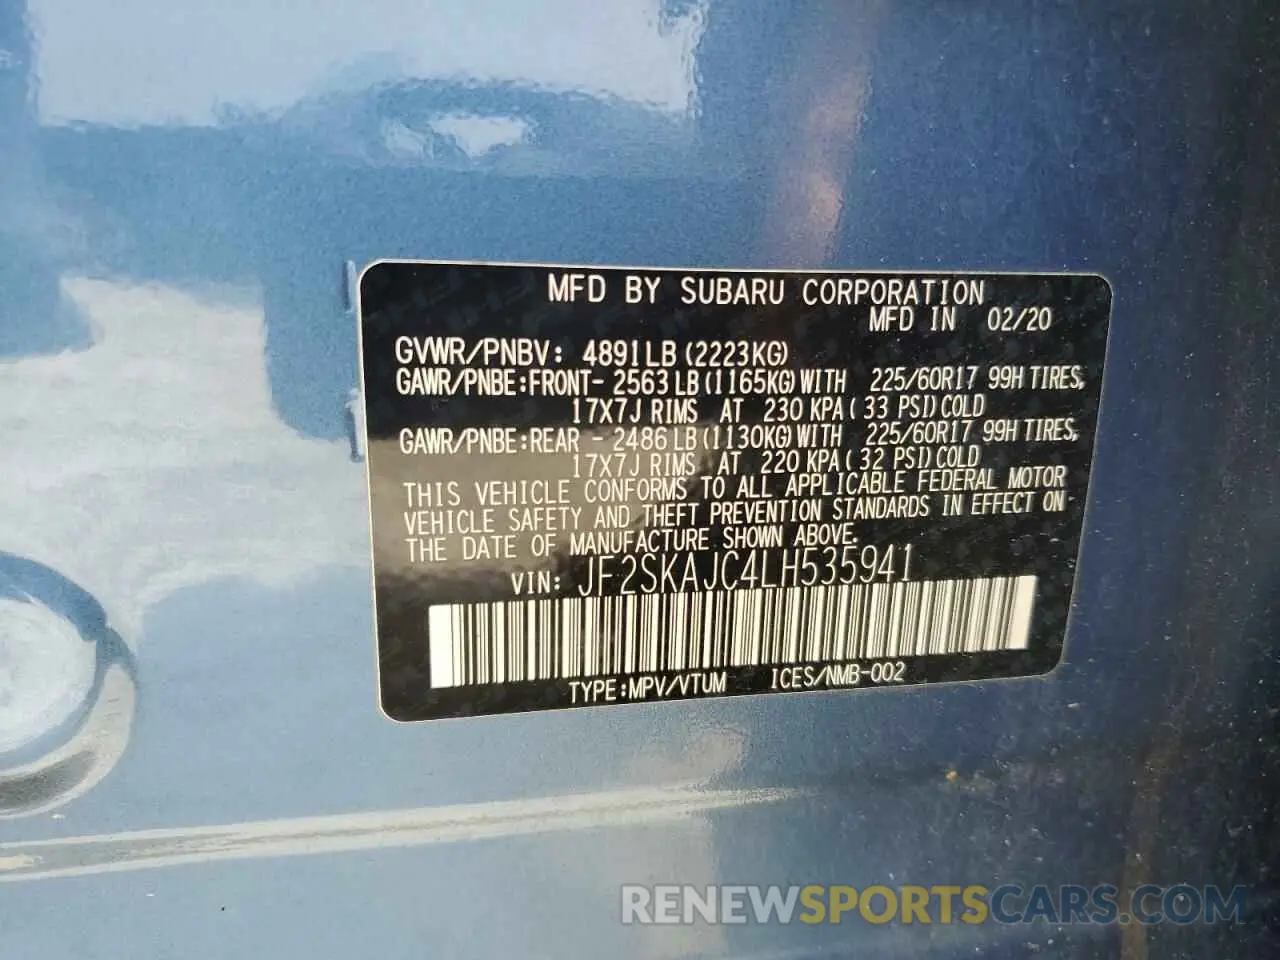 MFD BY SUBARU CORPORATION
MFD IN 02/20
GVWR/PNBV: 4891LB (2223KG)
GAWR/PNBE:FRONT- 2563LB (1165KG) WITH 225/60R17 99H TIRES,
17X7J RIMS AT 230 KPA ( 33 PSI) COLD
GAWR/PNBE:REAR - 2486LB (1130KG) WITH 225/60R17 99H TIRES,
17X7J RIMS AT 220 KPA ( 32 PSI) COLD
THIS VEHICLE CONFORMS TO ALL APPLICABLE FEDERAL MOTOR
VEHICLE SAFETY AND THEFT PREVENTION STANDARDS IN EFFECT ON
THE DATE OF MANUFACTURE SHOWN ABOVE.
VIN: JF2SKAJC4LH535941
TYPE:MPV/VTUM ICES/NMB-002
RENEWSPORTSCARS.COM